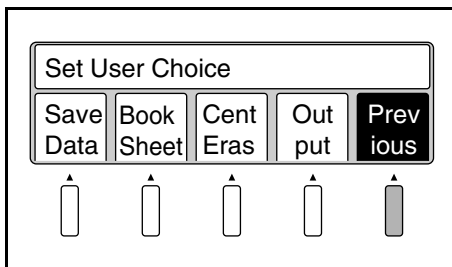 Set User Choice
Save Book Cent Out Prev
Data Sheet Eras put ious